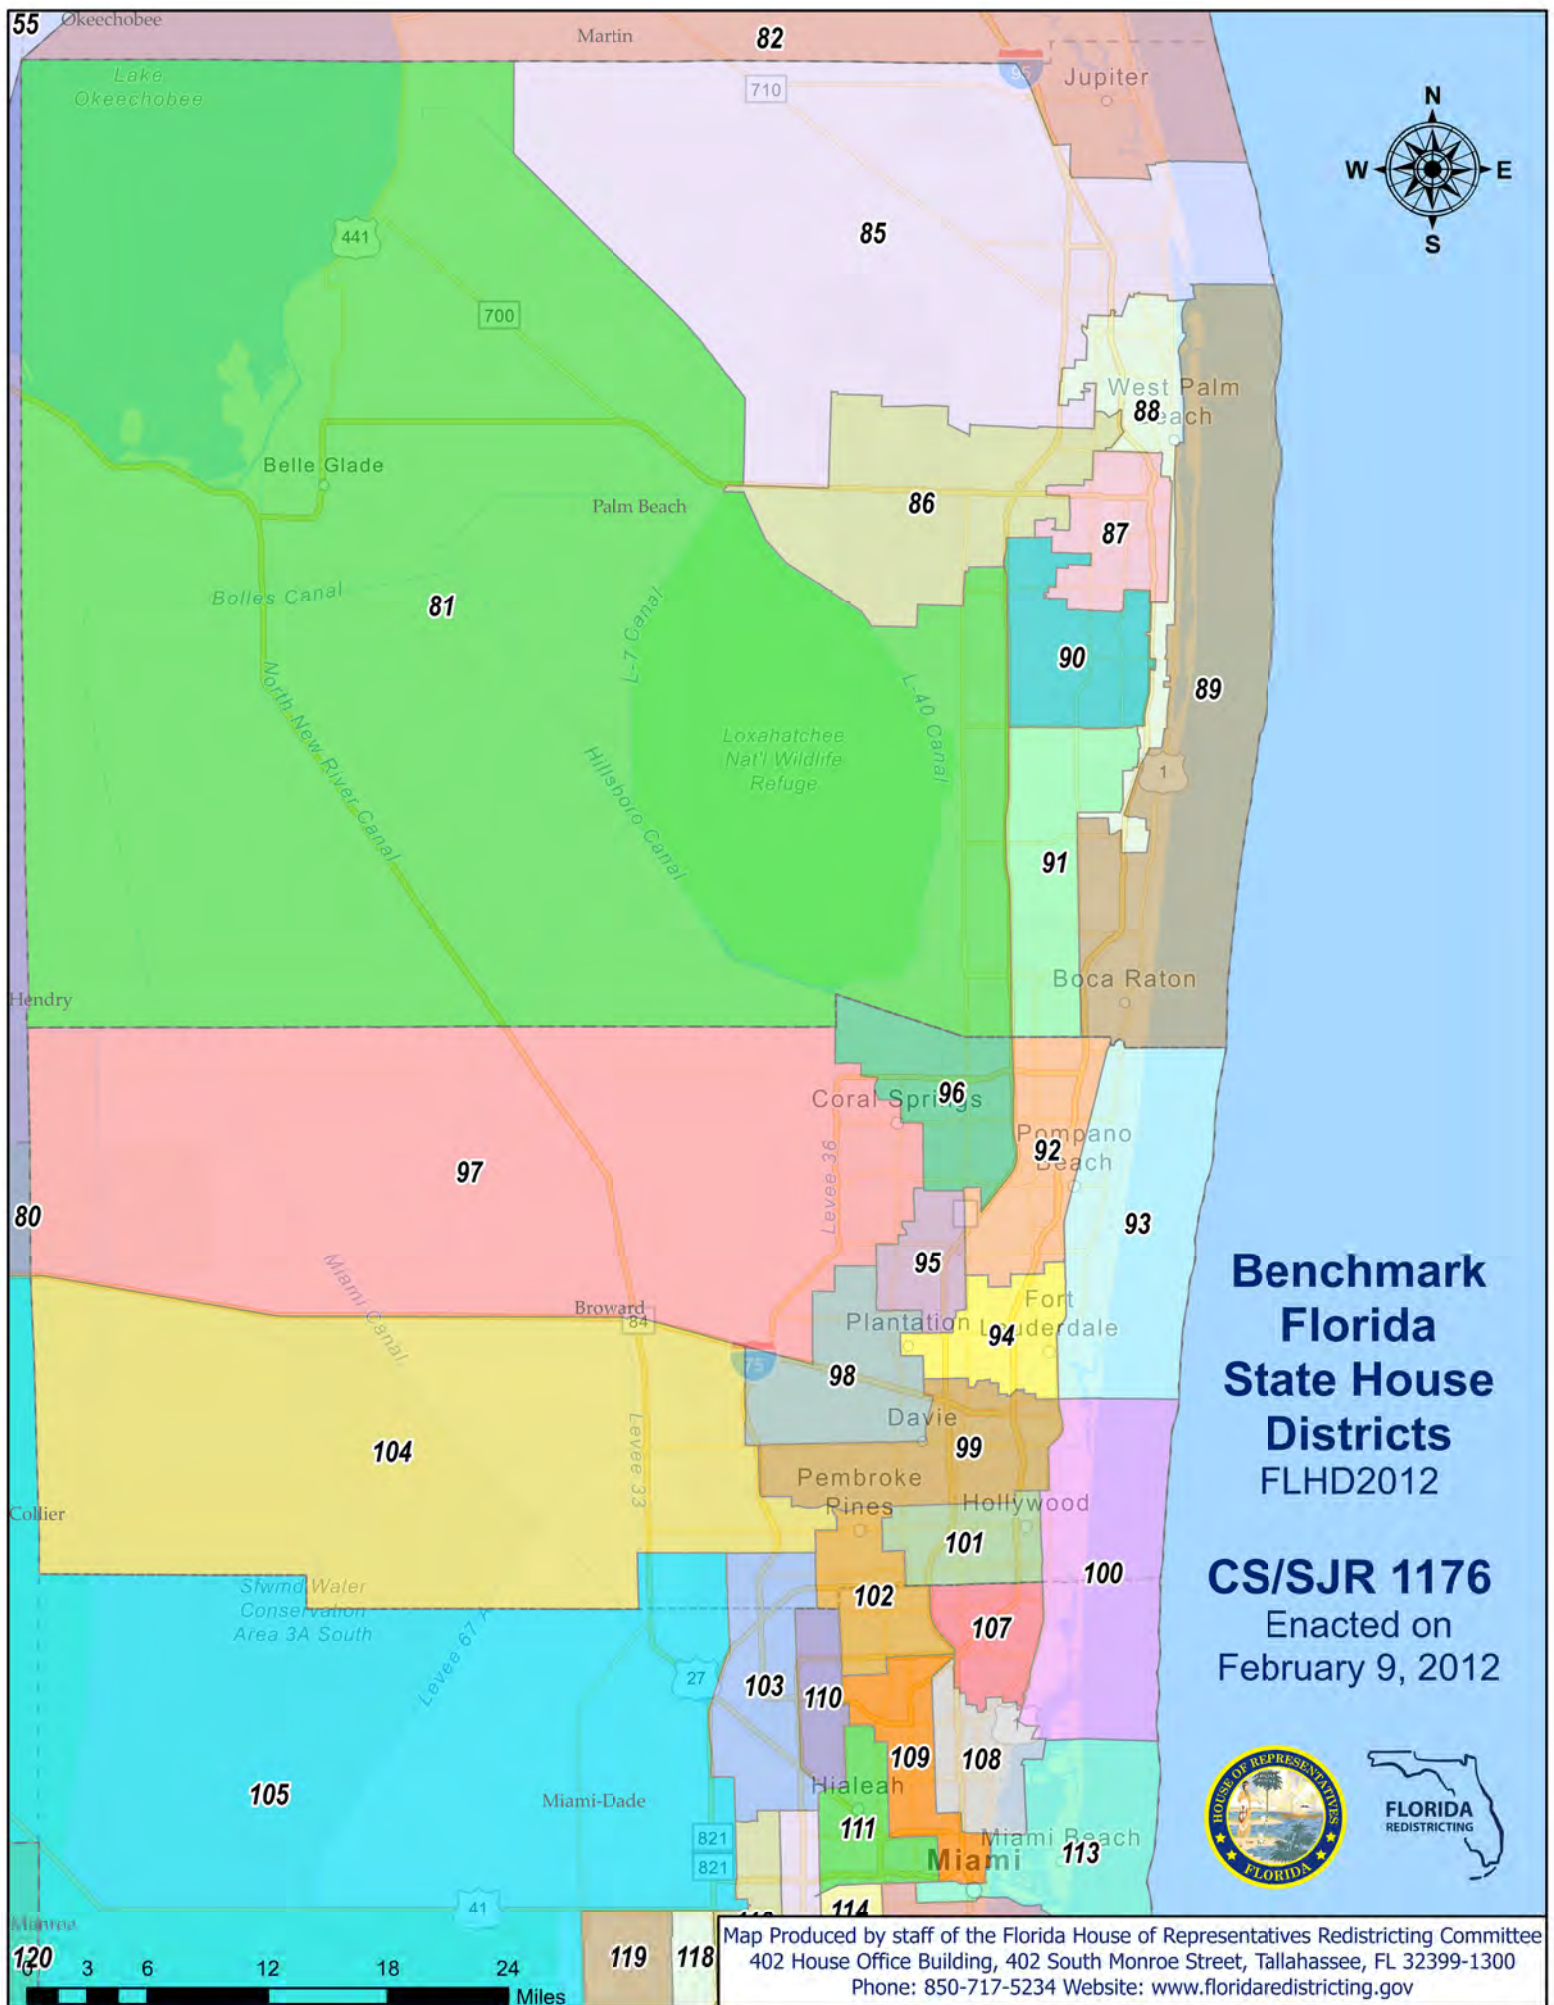 55
Okeechobee
Martin
82
Lake
Okeechobee
710
95
Jupiter
N
W
E
S
441
85
700
West Palm
Beach
88
Belle Glade
Palm Beach
86
87
Bolles Canal
81
L-7 Canal
90
L-40 Canal
89
North New River Canal
Loxahatchee
Nat'l Wildlife
Refuge
Hillsboro Canal
1
91
Boca Raton
Hendry
96
Coral Springs
Pompano
Beach
92
Levee 36
97
80
93
95
Miami Canal
Broward
84
Plantation
Fort
Lauderdale
94
75
98
Davie
99
Levee 33
104
Pembroke
Pines
Hollywood
101
Collier
100
Sfwmd Water
Conservation
Area 3A South
Levee 67 A
102
107
27
103
110
109
108
105
Miami-Dade
Hialeah
111
821
821
Miami Beach
Miami
113
41
114
Monroe
120
119
118
Benchmark
Florida
State House
Districts
FLHD2012
CS/SJR 1176
Enacted on
February 9, 2012
HOUSE OF REPRESENTATIVES
FLORIDA
FLORIDA
REDISTRICTING
0 3 6 12 18 24
Miles
Map Produced by staff of the Florida House of Representatives Redistricting Committee
402 House Office Building, 402 South Monroe Street, Tallahassee, FL 32399-1300
Phone: 850-717-5234 Website: www.floridaredistricting.gov